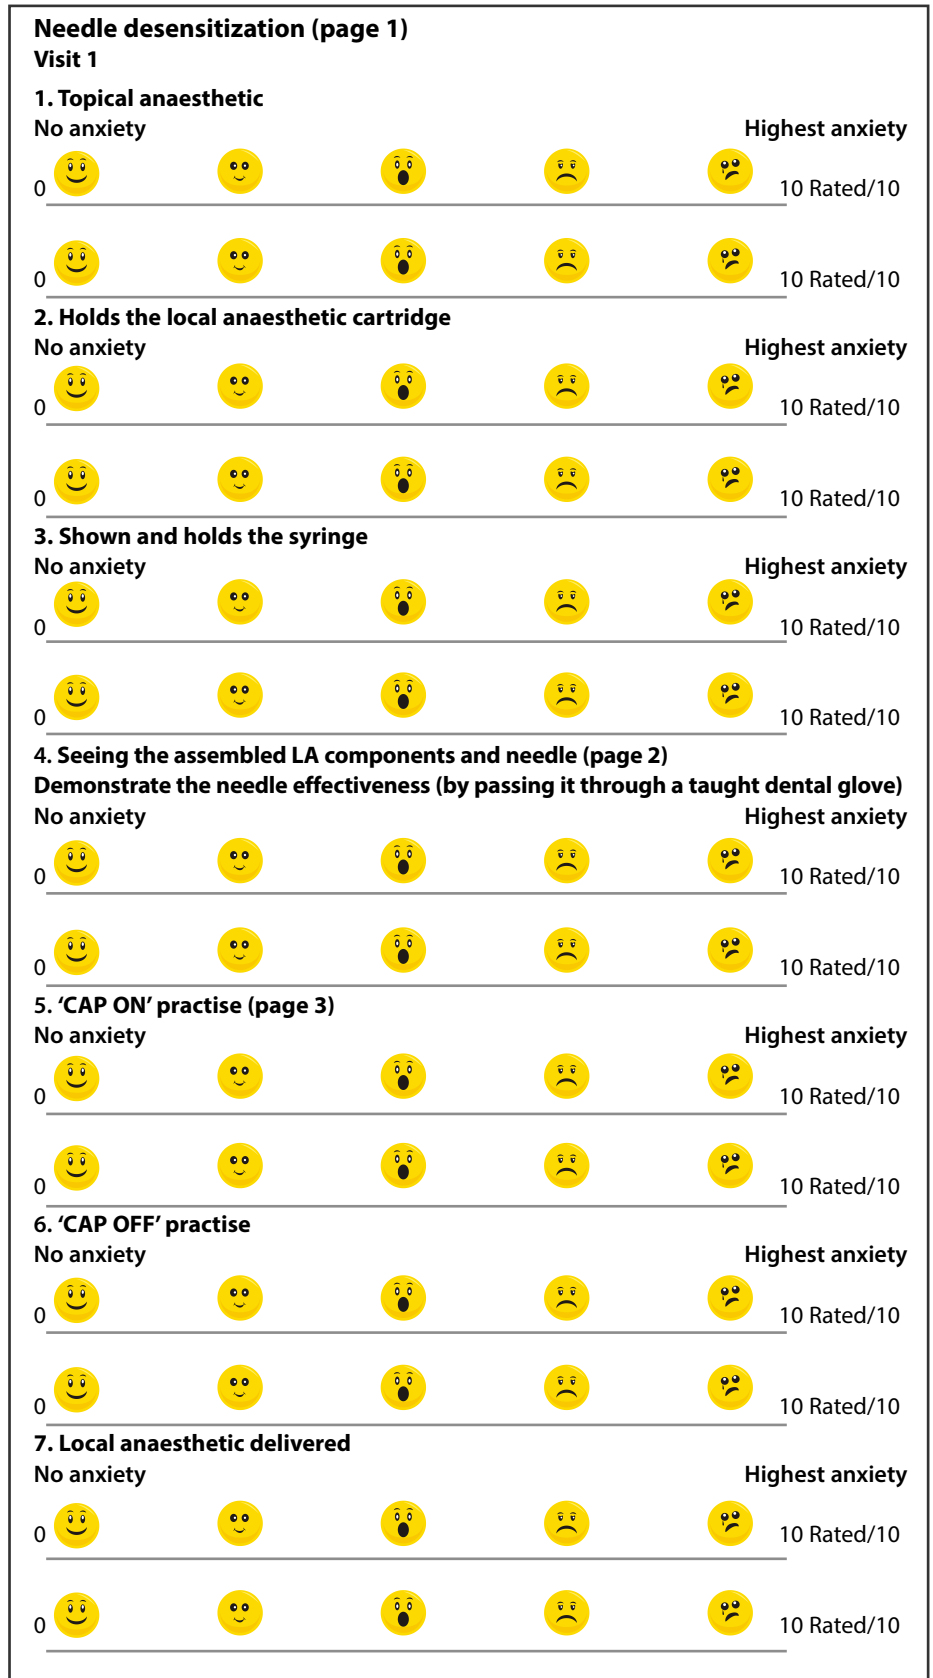 Needle desensitization (page 1)
Visit 1
1. Topical anaesthetic
No anxiety Highest anxiety
0 10 Rated/10
0 10 Rated/10
2. Holds the local anaesthetic cartridge
No anxiety Highest anxiety
0 10 Rated/10
0 10 Rated/10
3. Shown and holds the syringe
No anxiety Highest anxiety
0 10 Rated/10
0 10 Rated/10
4. Seeing the assembled LA components and needle (page 2)
Demonstrate the needle effectiveness (by passing it through a taught dental glove)
No anxiety Highest anxiety
0 10 Rated/10
0 10 Rated/10
5. ‘CAP ON’ practise (page 3)
No anxiety Highest anxiety
0 10 Rated/10
0 10 Rated/10
6. ‘CAP OFF’ practise
No anxiety Highest anxiety
0 10 Rated/10
0 10 Rated/10
7. Local anaesthetic delivered
No anxiety Highest anxiety
0 10 Rated/10
0 10 Rated/10